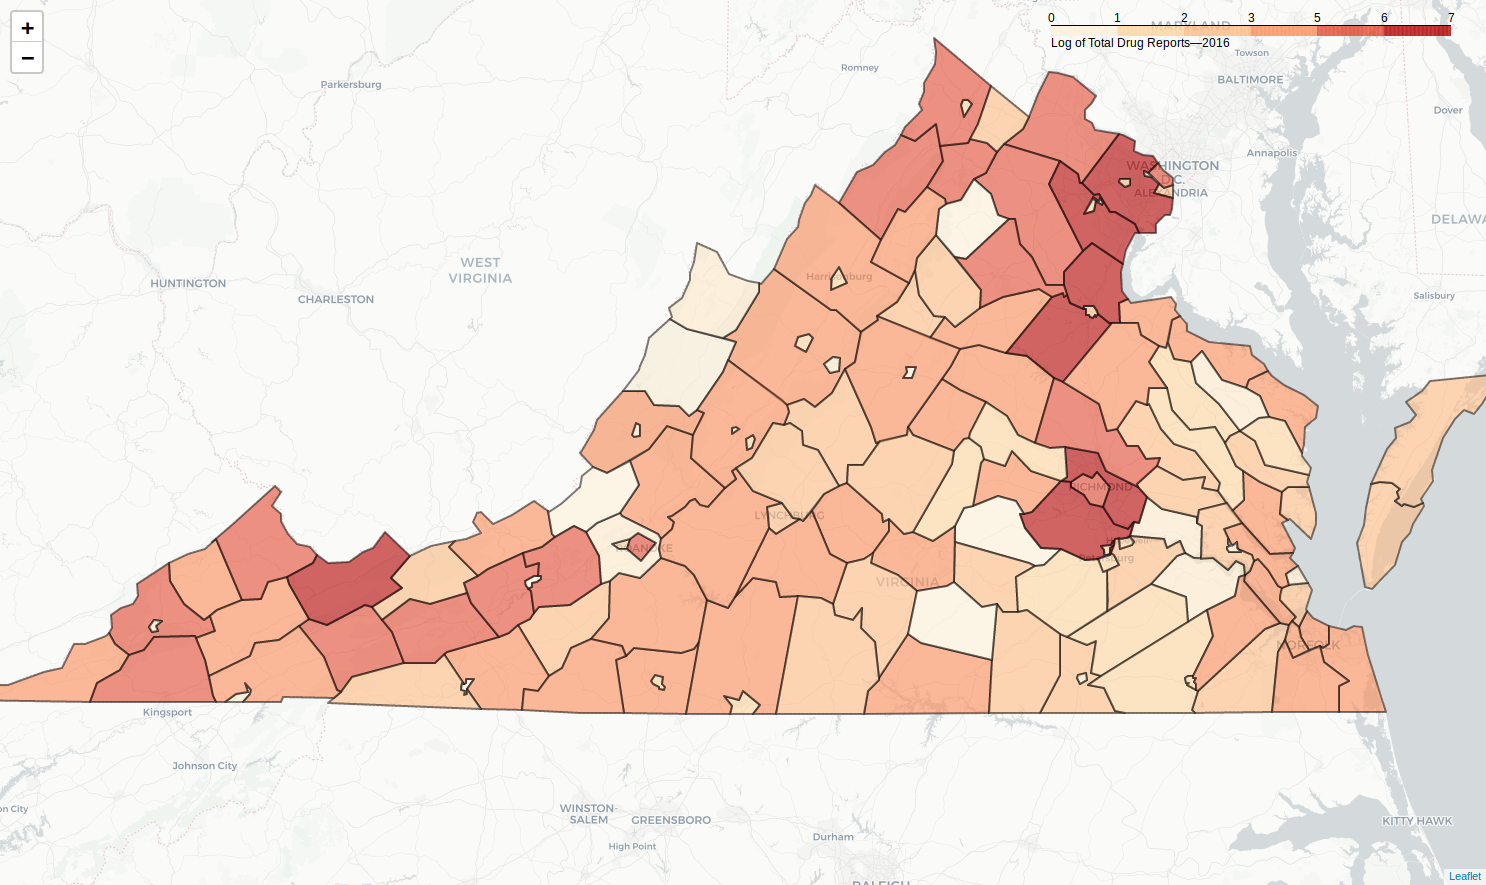 +
−
0 1 2 3 5 6 7
MARYLAND
Log of Total Drug Reports—2016
Towson
Romney
BALTIMORE
Parkersburg
Dover
Annapolis
WASHINGTON
D.C.
ALEXANDRIA
DELAWA
WEST
VIRGINIA
Harrisonburg
HUNTINGTON
CHARLESTON
Salisbury
RICHMOND
LYNCHBURG
ROANOKE
Hopewell
Petersburg
VIRGINIA
NORFOLK
Kingsport
Johnson City
on City
WINSTON-
SALEM
GREENSBORO
KITTY HAWK
Durham
High Point
RALEIGH
Leaflet